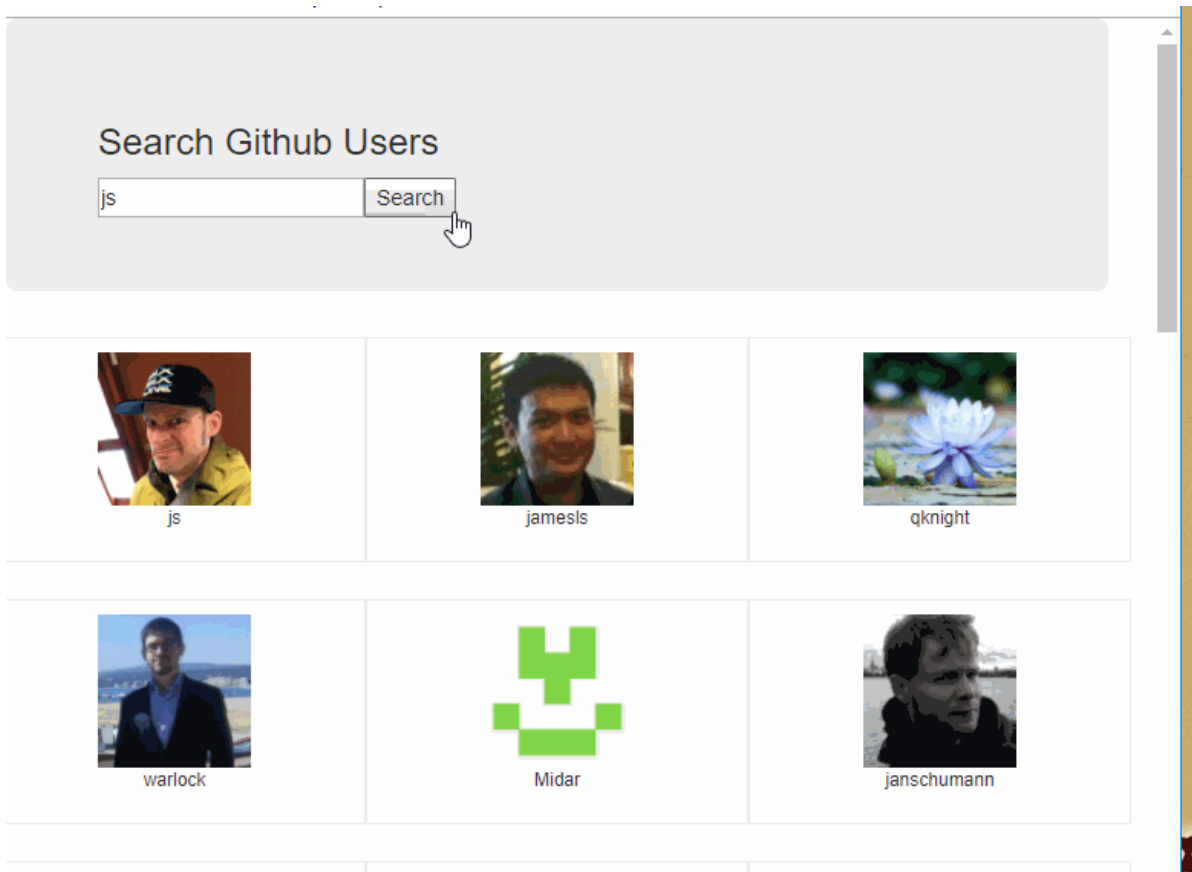 Search Github Users
js
Search
js
jamesls
qknight
warlock
Midar
janschumann